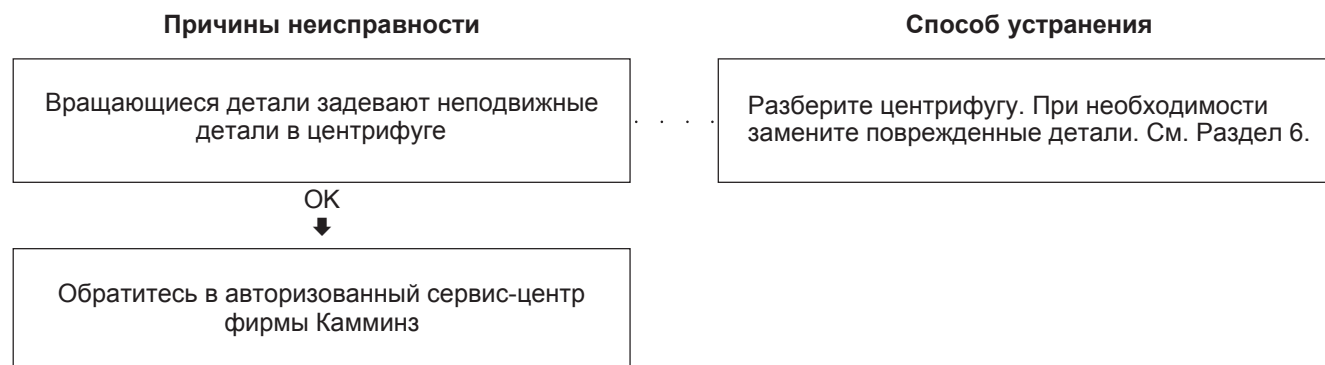 Причины неисправности
Способ устранения
Вращающиеся детали задевают неподвижные
детали в центрифуге
Разберите центрифугу. При необходимости
замените поврежденные детали. См. Раздел 6.
OK
Обратитесь в авторизованный сервис-центр
фирмы Камминз